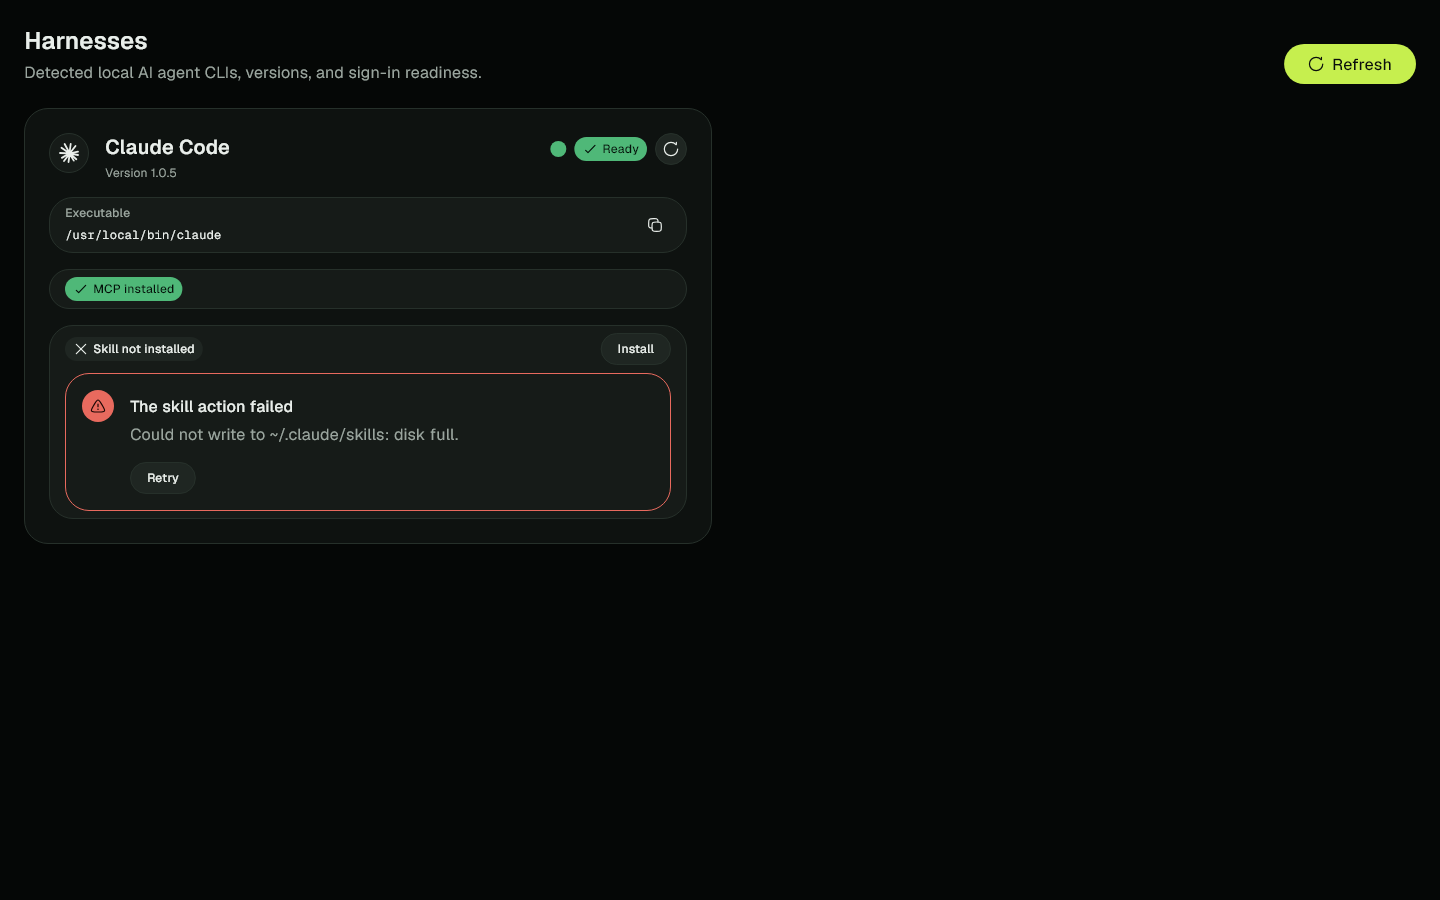 Harnesses
Detected local AI agent CLIs, versions, and sign-in readiness.
Refresh
Claude Code
Version 1.0.5
Ready
Executable
/usr/local/bin/claude
MCP installed
Skill not installed
Install
The skill action failed
Could not write to ~/.claude/skills: disk full.
Retry